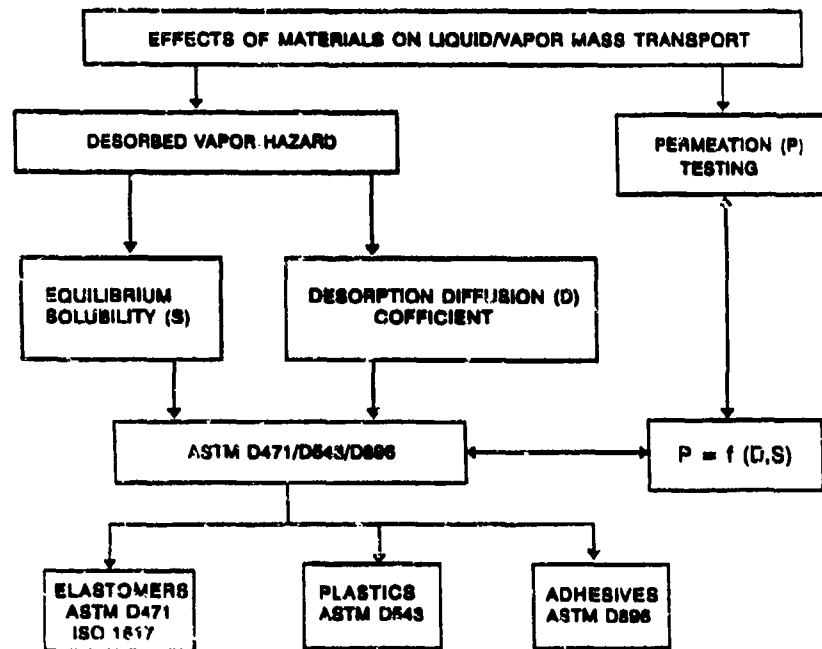 EFFECTS OF MATERIALS ON LIQUID/VAPOR MASS TRANSPORT
DESORBED VAPOR HAZARD
PERMEATION (P)
TESTING
EQUILIBRIUM
SOLUBILITY (S)
DESORPTION DIFFUSION (D)
COFFICIENT
ASTM D471/D543/D896
P = f (D,S)
ELASTOMERS
ASTM D471
ISO 1817
PLASTICS
ASTM D543
ADHESIVES
ASTM D896